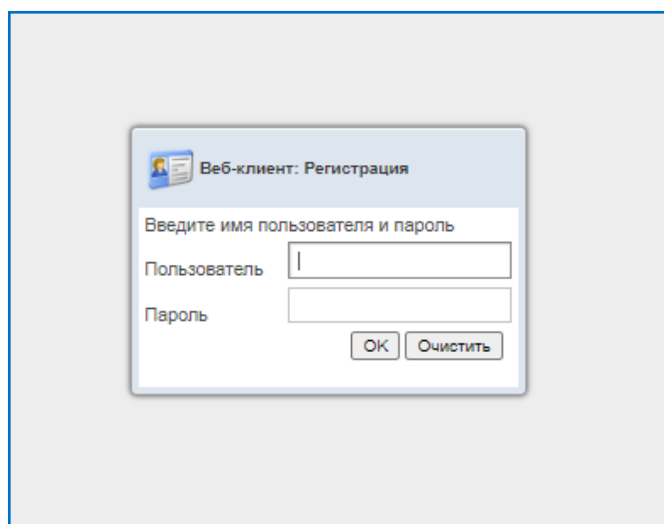 Веб-клиент: Регистрация
Введите имя пользователя и пароль
Пользователь
Пароль
OK Очистить